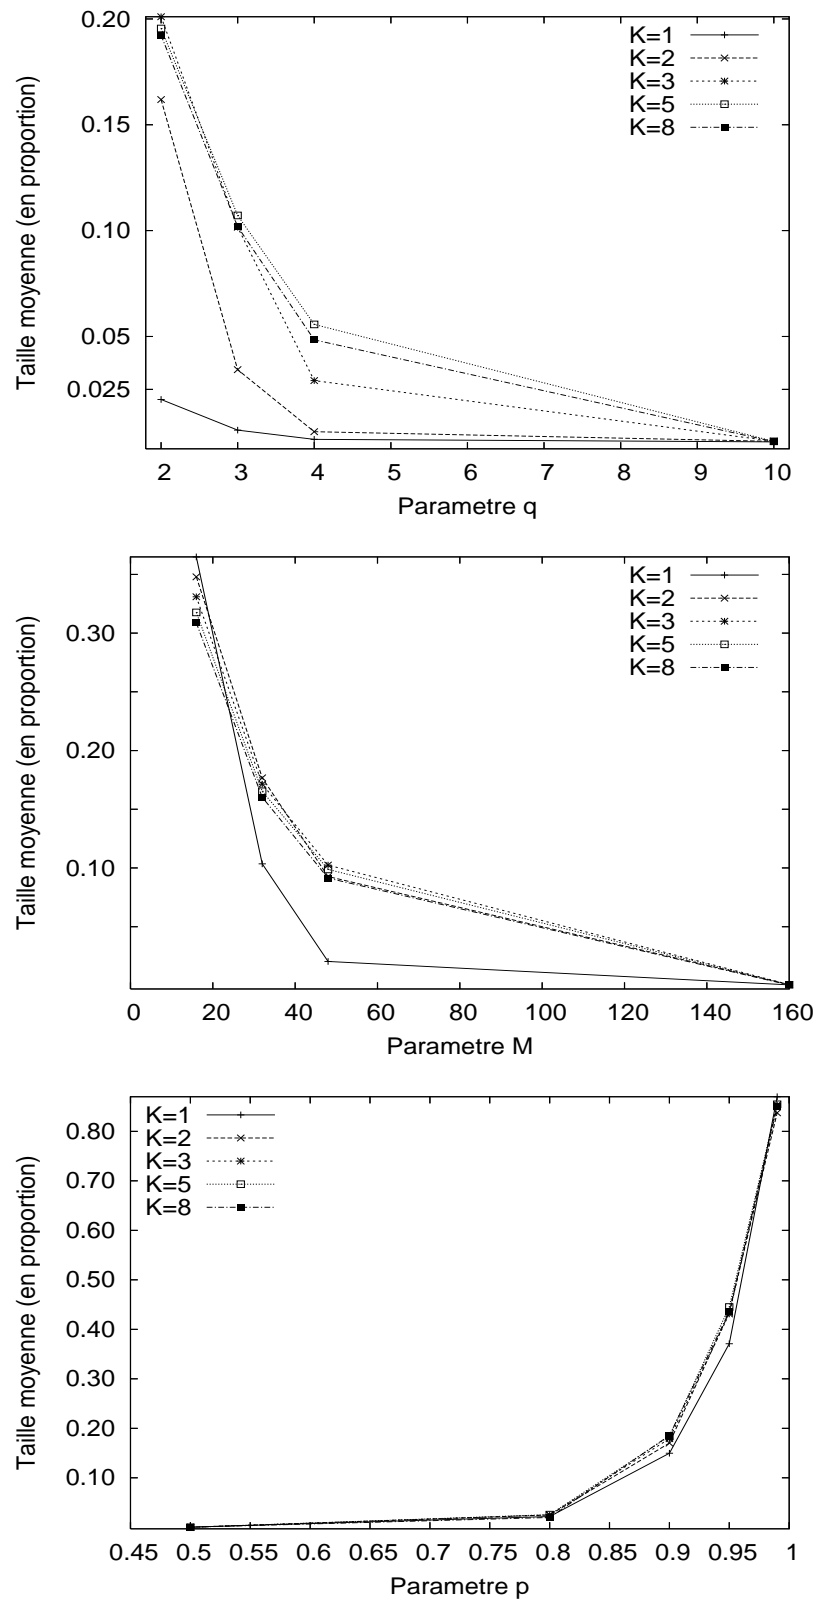 0.20
0.15
0.10
0.05
0.025
Taille moyenne (en proportion)
K=1
K=2
K=3
K=5
K=8
2 3 4 5 6 7 8 9 10
Parametre q
0.30
0.20
0.10
Taille moyenne (en proportion)
K=1
K=2
K=3
K=5
K=8
0 20 40 60 80 100 120 140 160
Parametre M
0.80
0.70
0.60
0.50
0.40
0.30
0.20
0.10
Taille moyenne (en proportion)
K=1
K=2
K=3
K=5
K=8
0.45 0.5 0.55 0.6 0.65 0.7 0.75 0.8 0.85 0.9 0.95 1
Parametre p